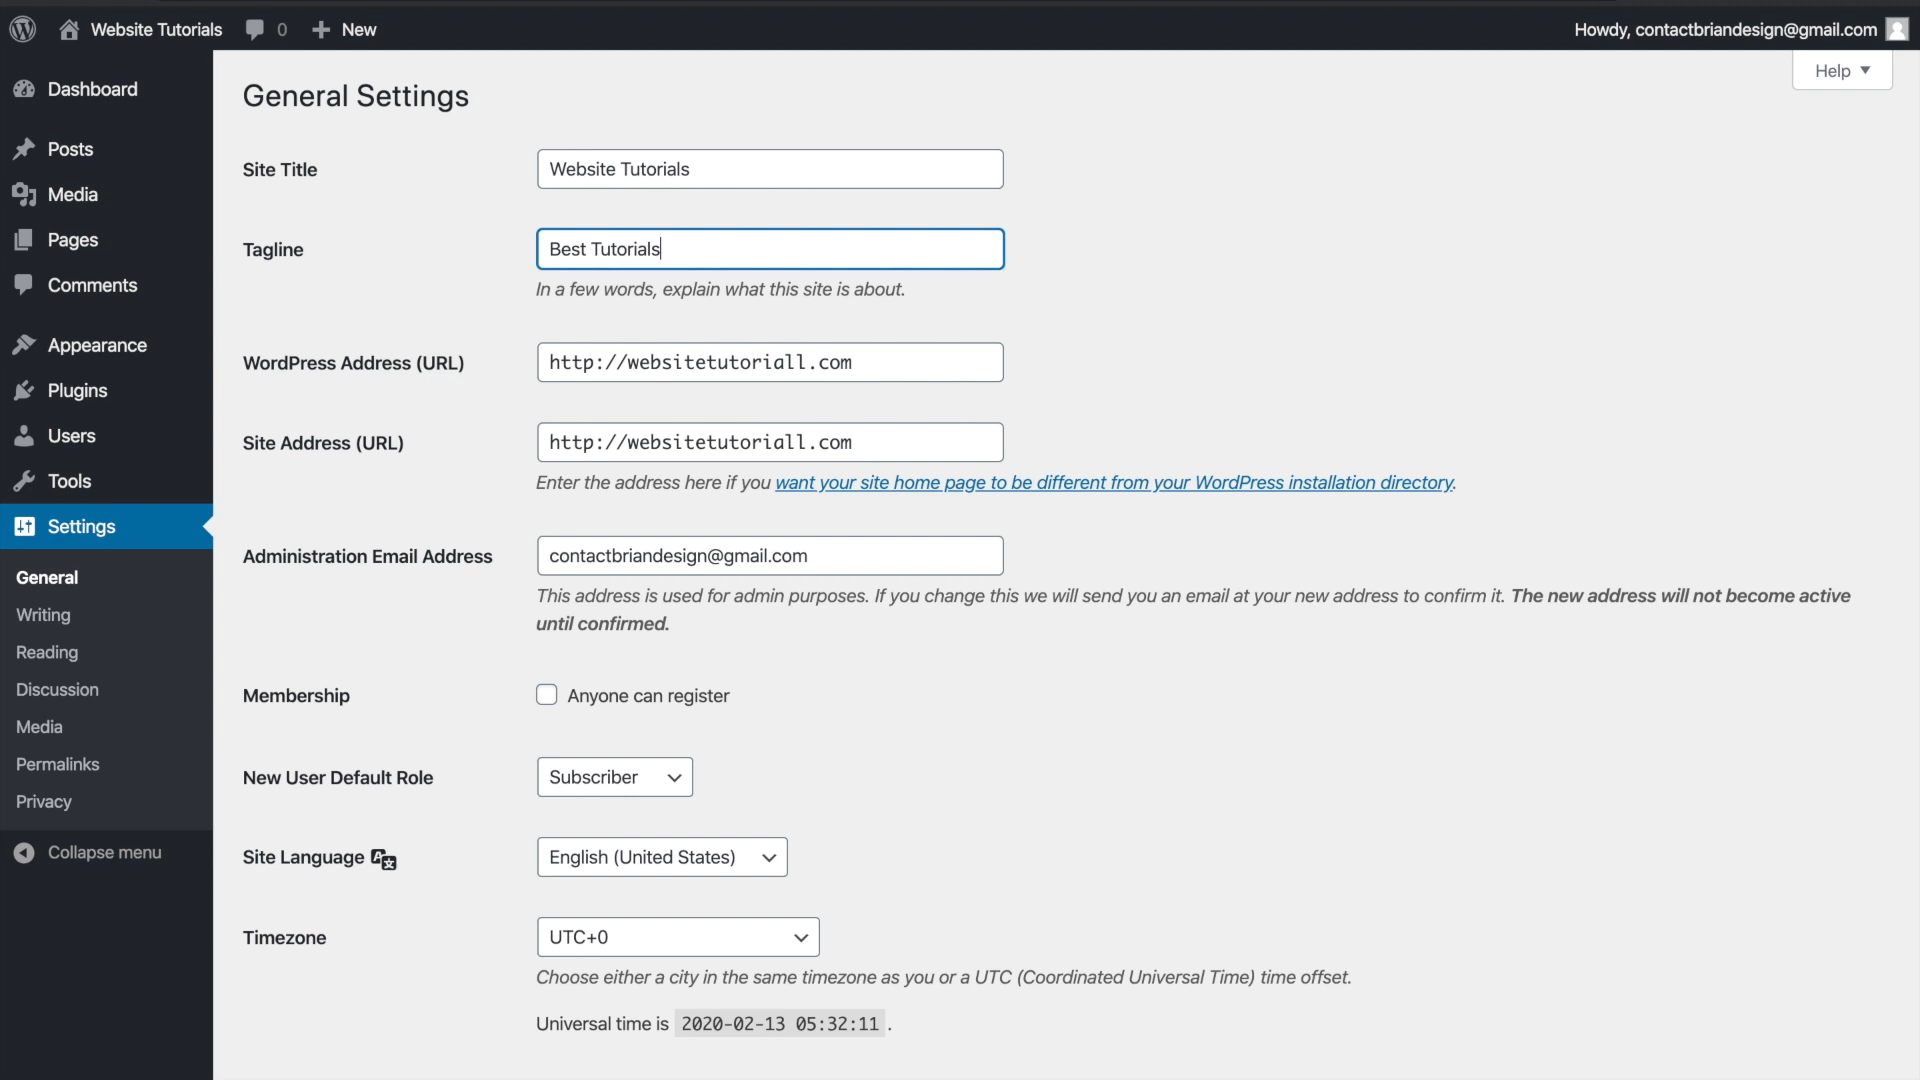 Website Tutorials
0
New
Howdy, contactbriandesign@gmail.com
Help
Dashboard
Posts
Media
Pages
Comments
Appearance
Plugins
Users
Tools
Settings
General
Writing
Reading
Discussion
Media
Permalinks
Privacy
Collapse menu
General Settings
Site Title
Website Tutorials
Tagline
Best Tutorials
In a few words, explain what this site is about.
WordPress Address (URL)
http://websitetutoriall.com
Site Address (URL)
http://websitetutoriall.com
Enter the address here if you want your site home page to be different from your WordPress installation directory.
Administration Email Address
contactbriandesign@gmail.com
This address is used for admin purposes. If you change this we will send you an email at your new address to confirm it. The new address will not become active
until confirmed.
Membership
Anyone can register
New User Default Role
Subscriber
Site Language
English (United States)
Timezone
UTC+0
Choose either a city in the same timezone as you or a UTC (Coordinated Universal Time) time offset.
Universal time is 2020-02-13 05:32:11 .